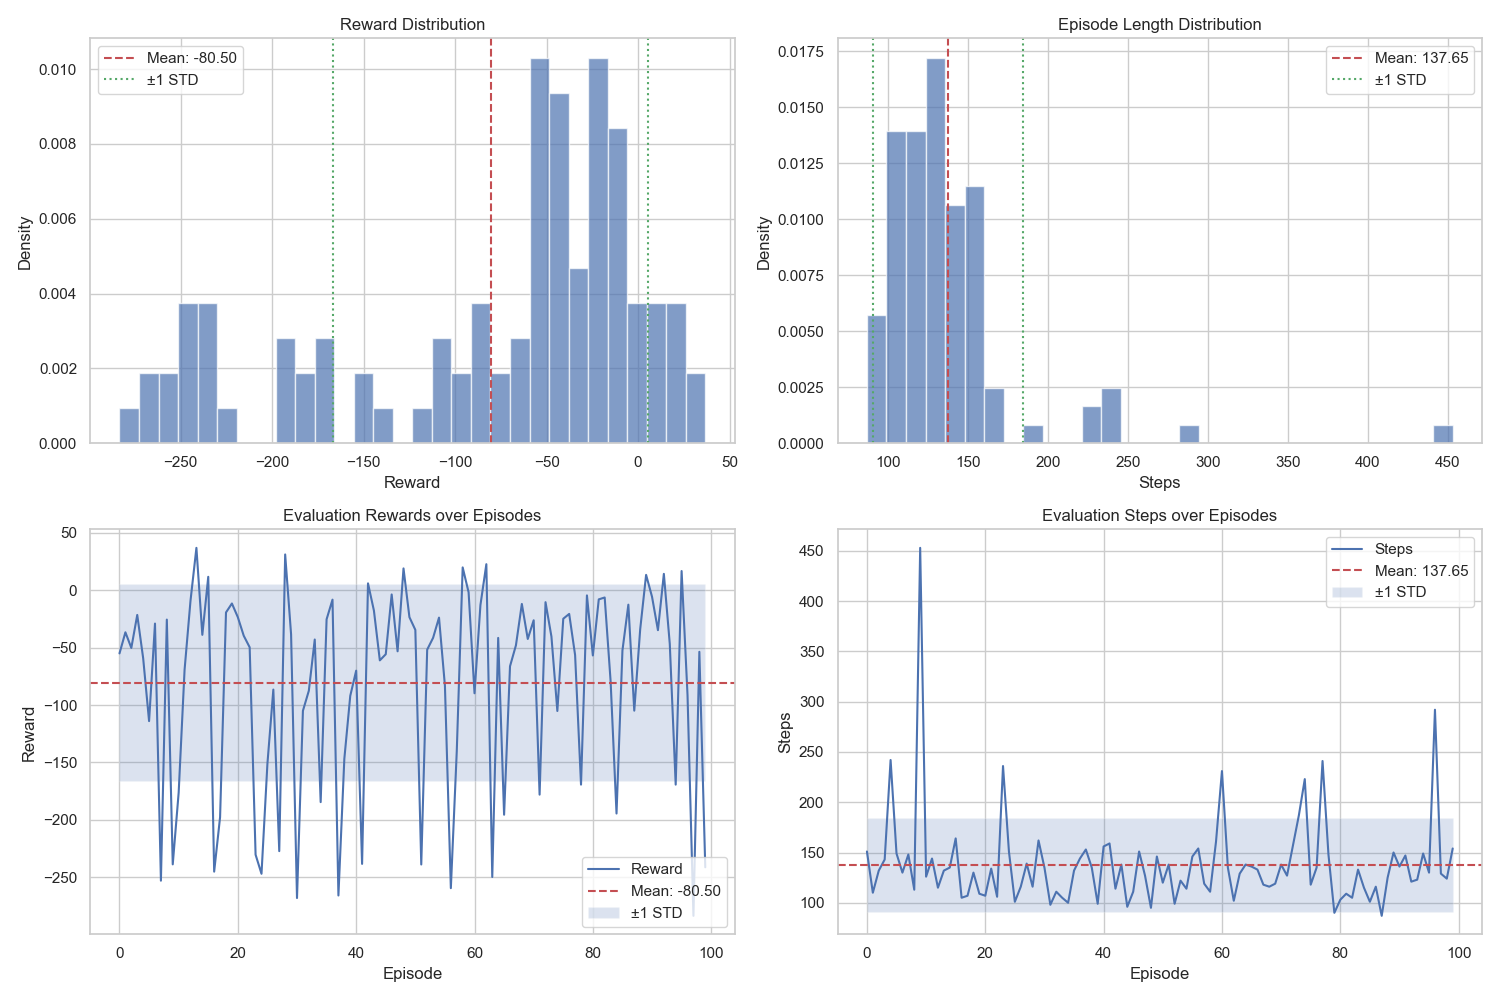 Reward Distribution
Mean: -80.50
±1 STD
0.010
0.008
0.006
0.004
0.002
0.000
Density
−250
−200
−150
−100
−50
0
50
Reward
Episode Length Distribution
Mean: 137.65
±1 STD
0.0175
0.0150
0.0125
0.0100
0.0075
0.0050
0.0025
0.0000
Density
100
150
200
250
300
350
400
450
Steps
Evaluation Rewards over Episodes
50
0
−50
−100
−150
−200
−250
Reward
Reward
Mean: -80.50
±1 STD
0
20
40
60
80
100
Episode
Evaluation Steps over Episodes
Steps
Mean: 137.65
±1 STD
450
400
350
300
250
200
150
100
Steps
0
20
40
60
80
100
Episode